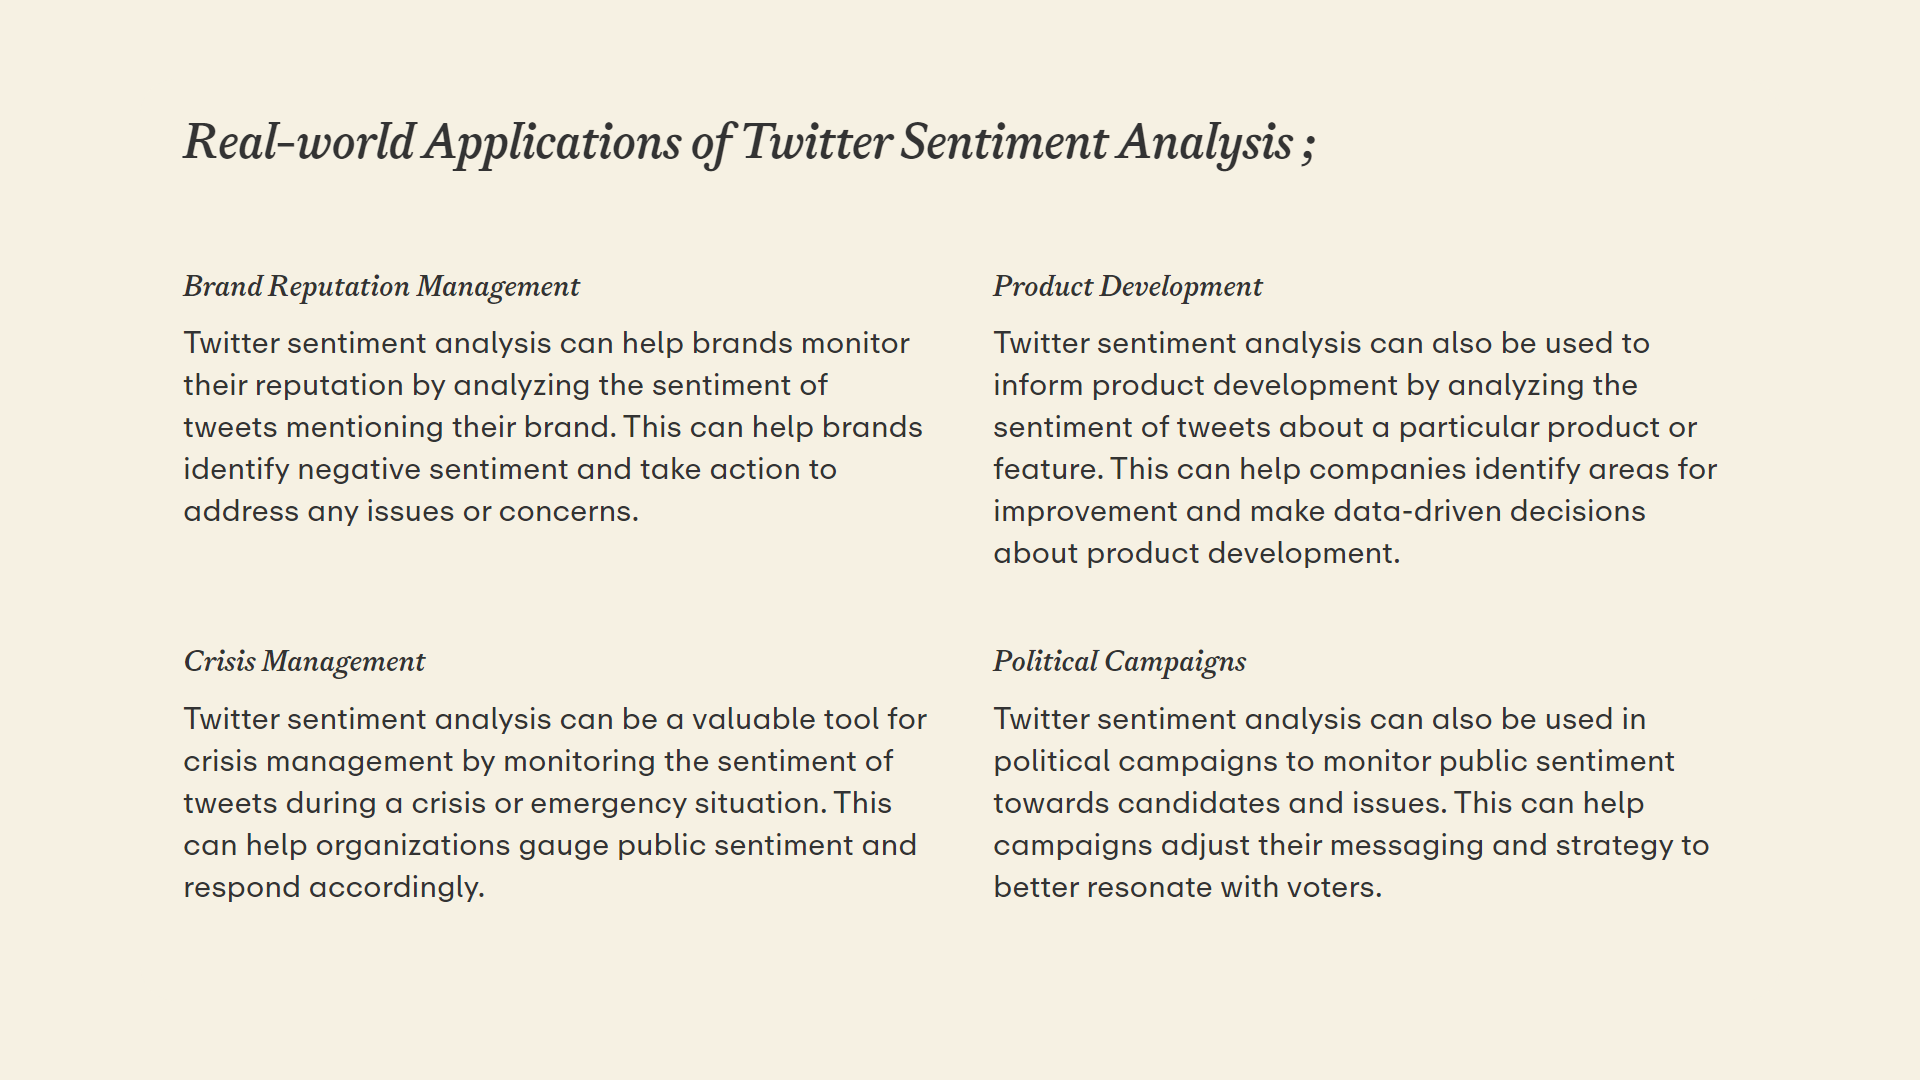 Real-world Applications of Twitter Sentiment Analysis ;
Brand Reputation Management
Twitter sentiment analysis can help brands monitor
their reputation by analyzing the sentiment of
tweets mentioning their brand. This can help brands
identify negative sentiment and take action to
address any issues or concerns.
Product Development
Twitter sentiment analysis can also be used to
inform product development by analyzing the
sentiment of tweets about a particular product or
feature. This can help companies identify areas for
improvement and make data-driven decisions
about product development.
Crisis Management
Twitter sentiment analysis can be a valuable tool for
crisis management by monitoring the sentiment of
tweets during a crisis or emergency situation. This
can help organizations gauge public sentiment and
respond accordingly.
Political Campaigns
Twitter sentiment analysis can also be used in
political campaigns to monitor public sentiment
towards candidates and issues. This can help
campaigns adjust their messaging and strategy to
better resonate with voters.